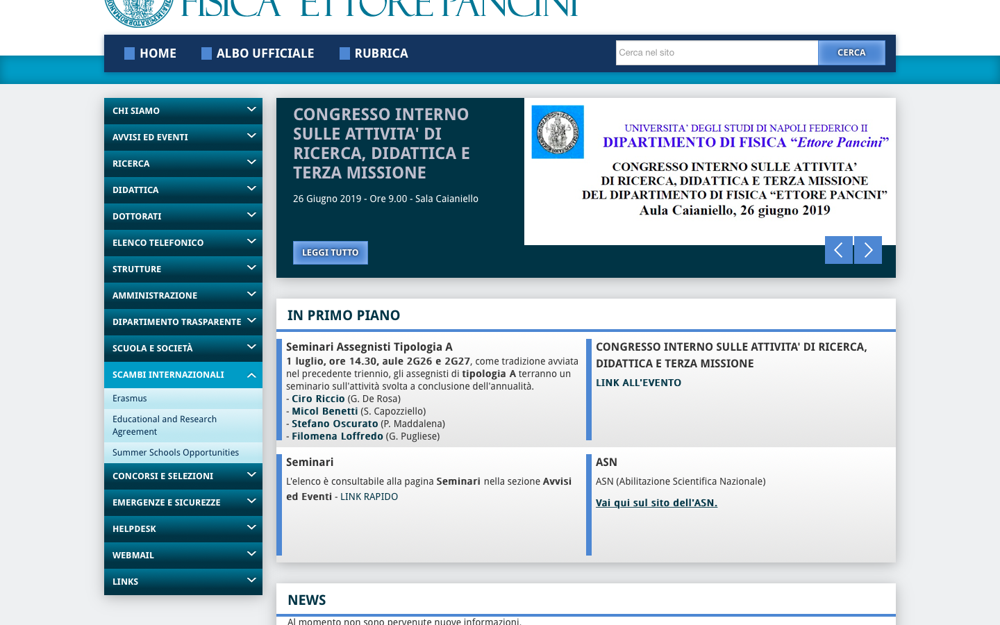 FISICA "ETTORE PANCINI"
HOME
ALBO UFFICIALE
RUBRICA
Cerca nel sito
CERCA
CHI SIAMO
AVVISI ED EVENTI
RICERCA
DIDATTICA
DOTTORATI
ELENCO TELEFONICO
STRUTTURE
AMMINISTRAZIONE
DIPARTIMENTO TRASPARENTE
SCUOLA E SOCIETÀ
SCAMBI INTERNAZIONALI
Erasmus
Educational and Research
Agreement
Summer Schools Opportunities
CONCORSI E SELEZIONI
EMERGENZE E SICUREZZE
HELPDESK
WEBMAIL
LINKS
CONGRESSO INTERNO
SULLE ATTIVITA' DI
RICERCA, DIDATTICA E
TERZA MISSIONE
26 Giugno 2019 - Ore 9.00 - Sala Caianiello
LEGGI TUTTO
UNIVERSITA' DEGLI STUDI DI NAPOLI FEDERICO II
DIPARTIMENTO DI FISICA “Ettore Pancini”
CONGRESSO INTERNO SULLE ATTIVITA’
DI RICERCA, DIDATTICA E TERZA MISSIONE
DEL DIPARTIMENTO DI FISICA “ETTORE PANCINI”
Aula Caianiello, 26 giugno 2019
IN PRIMO PIANO
Seminari Assegnisti Tipologia A
1 luglio, ore 14.30, aule 2G26 e 2G27, come tradizione avviata
nel precedente triennio, gli assegnisti di tipologia A terranno un
seminario sull'attività svolta a conclusione dell'annualità.
- Ciro Riccio (G. De Rosa)
- Micol Benetti (S. Capozziello)
- Stefano Oscurato (P. Maddalena)
- Filomena Loffredo (G. Pugliese)
CONGRESSO INTERNO SULLE ATTIVITA' DI RICERCA,
DIDATTICA E TERZA MISSIONE
LINK ALL'EVENTO
Seminari
L'elenco è consultabile alla pagina Seminari nella sezione Avvisi
ed Eventi - LINK RAPIDO
ASN
ASN (Abilitazione Scientifica Nazionale)
Vai qui sul sito dell'ASN.
NEWS
Al momento non sono pervenute nuove informazioni.